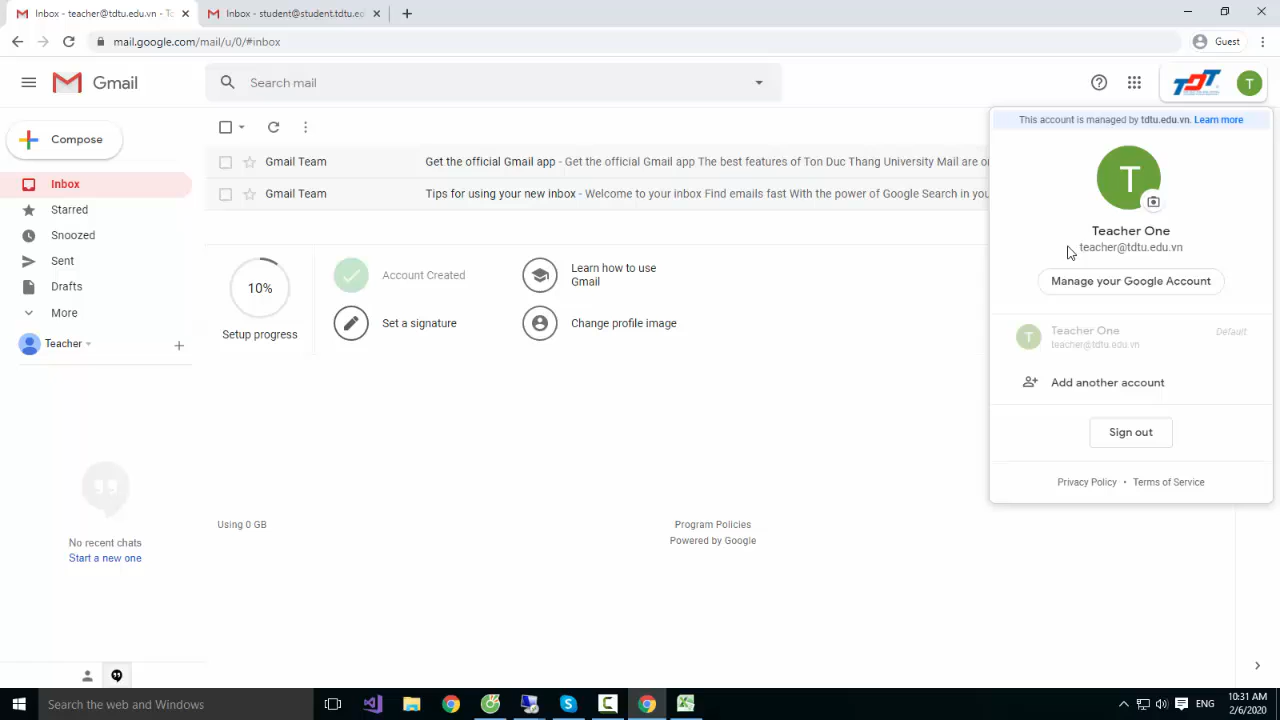 Inbox - teacher@tdtu.edu.vn - To
Inbox - student@student.tdtu.ed
mail.google.com/mail/u/0/#inbox
Guest
Gmail
Search mail
TDT
T
This account is managed by tdtu.edu.vn. Learn more
Compose
Inbox
Starred
Snoozed
Sent
Drafts
More
Teacher
Gmail Team
Get the official Gmail app - Get the official Gmail app The best features of Ton Duc Thang University Mail are on
Gmail Team
Tips for using your new inbox - Welcome to your inbox Find emails fast With the power of Google Search in you
10%
Setup progress
Account Created
Set a signature
Learn how to use
Gmail
Change profile image
T
Teacher One
teacher@tdtu.edu.vn
Manage your Google Account
T
Teacher One
Default
teacher@tdtu.edu.vn
Add another account
Sign out
Privacy Policy • Terms of Service
No recent chats
Start a new one
Using 0 GB
Program Policies
Powered by Google
Search the web and Windows
ENG
10:31 AM
2/6/2020